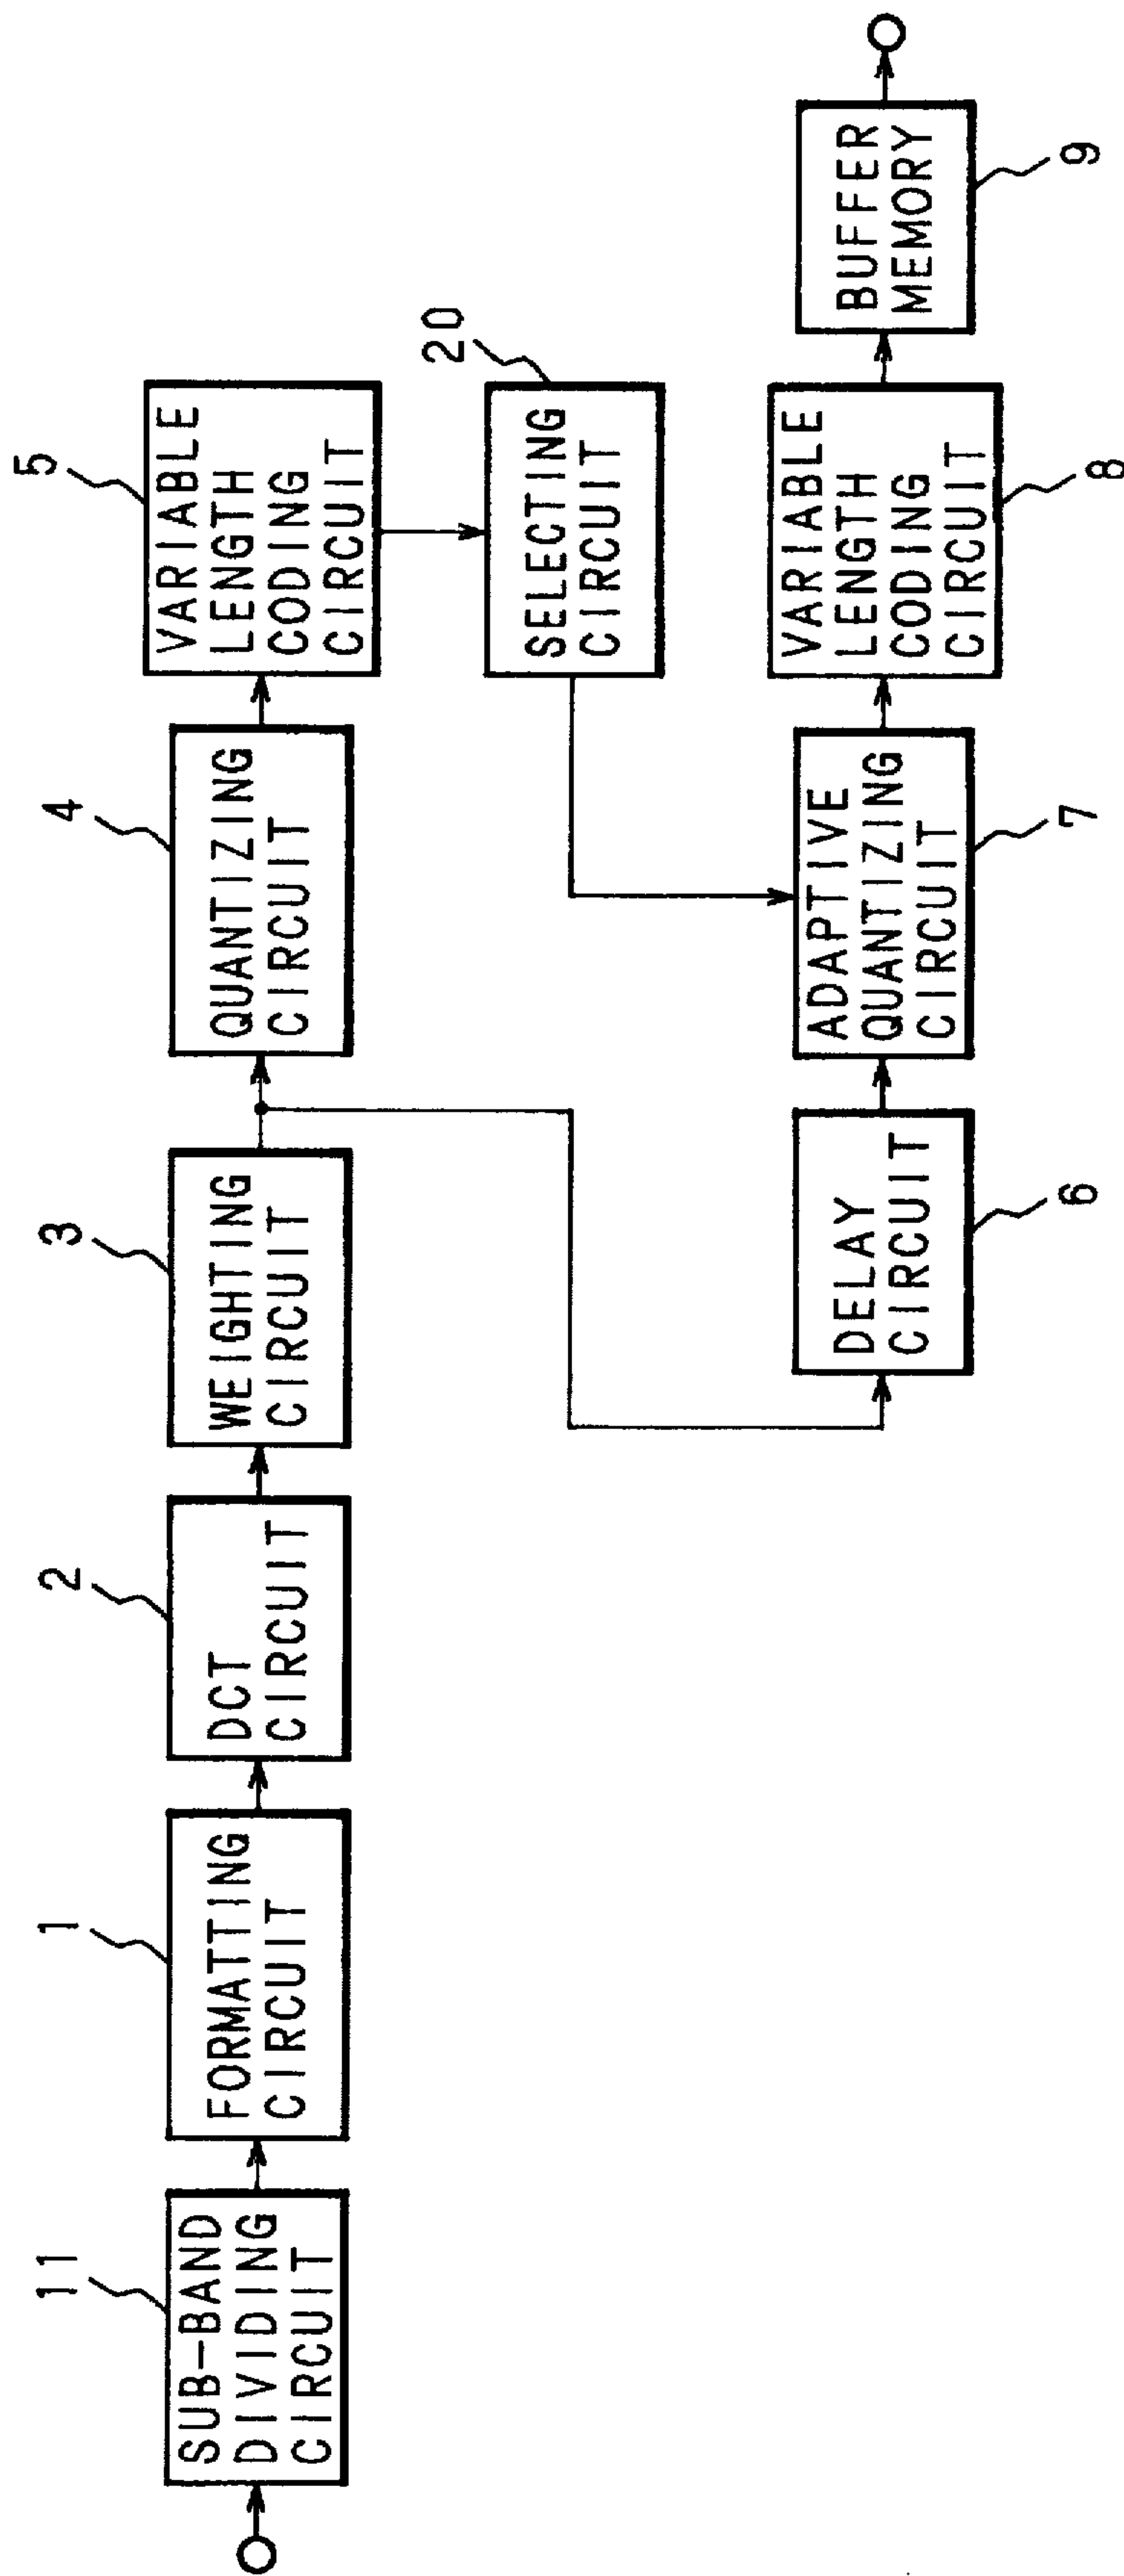 11
SUB-BAND
DIVIDING
CIRCUIT
1
FORMATTING
CIRCUIT
2
DCT
CIRCUIT
3
WEIGHTING
CIRCUIT
4
QUANTIZING
CIRCUIT
5
VARIABLE
LENGTH
CODING
CIRCUIT
20
SELECTING
CIRCUIT
DELAY
CIRCUIT
6
ADAPTIVE
QUANTIZING
CIRCUIT
7
VARIABLE
LENGTH
CODING
CIRCUIT
8
BUFFER
MEMORY
9